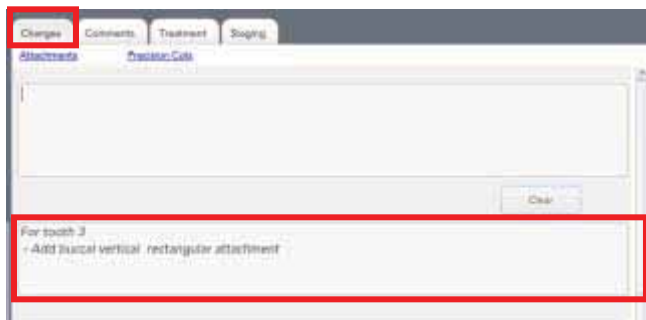 Changes Comments Treatment Staging
Attachments Precision Cuts
Clear
For tooth 3
- Add buccal vertical rectangular attachment